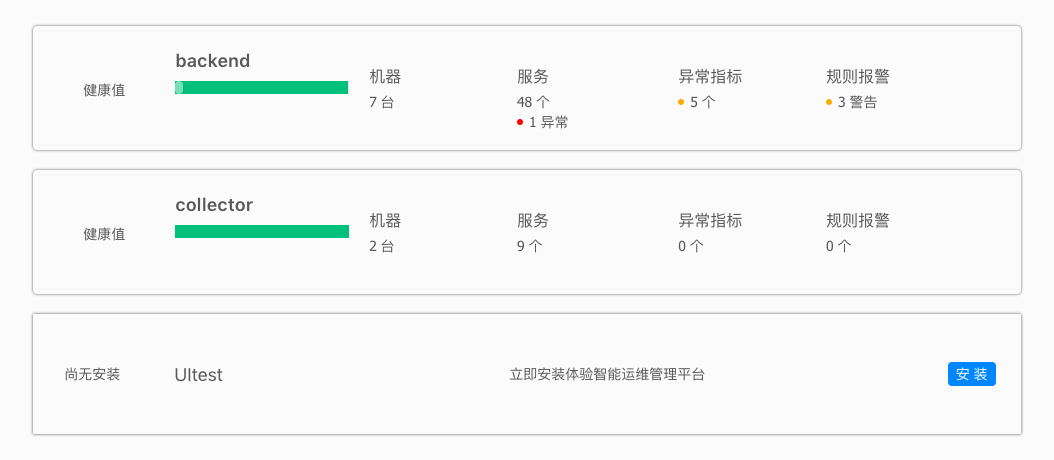 backend
健康值
机器
7 台
服务
48 个
1 异常
异常指标
5 个
规则报警
3 警告
collector
健康值
机器
2 台
服务
9 个
异常指标
0 个
规则报警
0 个
尚无安装
UItest
立即安装体验智能运维管理平台
安 装